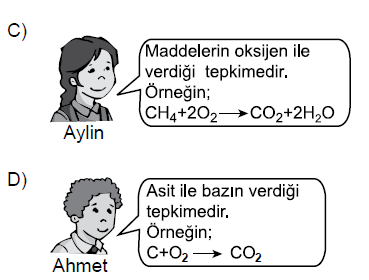 C)
Maddelerin oksijen ile
verdiği tepkimedir.
Örneğin;
CH₄+2O₂→CO₂+2H₂O
Aylin
D)
Asit ile bazın verdiği
tepkimedir.
Örneğin;
C+O₂ → CO₂
Ahmet